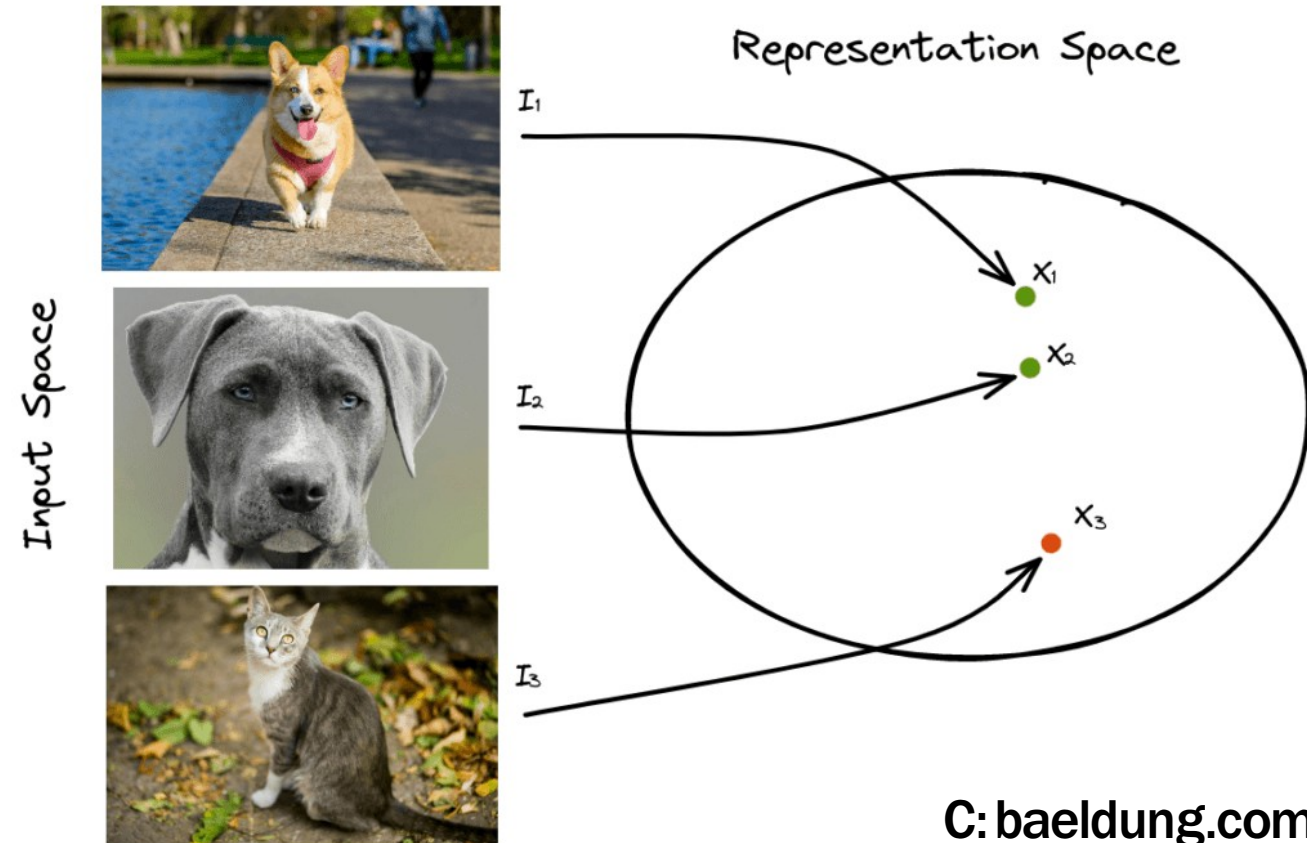 Representation Space
Input Space
I₁
X₁
X₂
I₂
X₃
I₃
C: baeldung.com